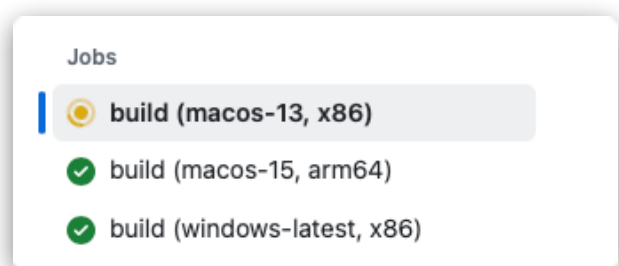 Jobs
build (macos-13, x86)
build (macos-15, arm64)
build (windows-latest, x86)